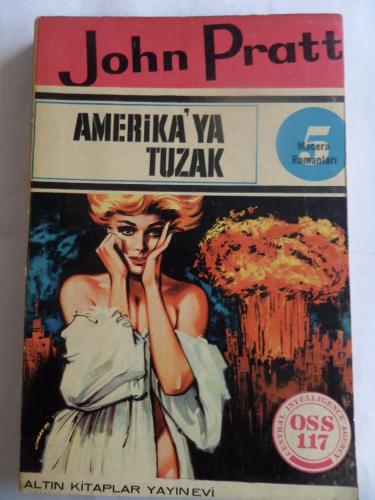 John Pratt
AMERİKA'YA
TUZAK
5
Macera
Romanları
CENTRAL INTELLIGENCE AGENCY
OSS
117
ALTIN KİTAPLAR YAYINEVİ